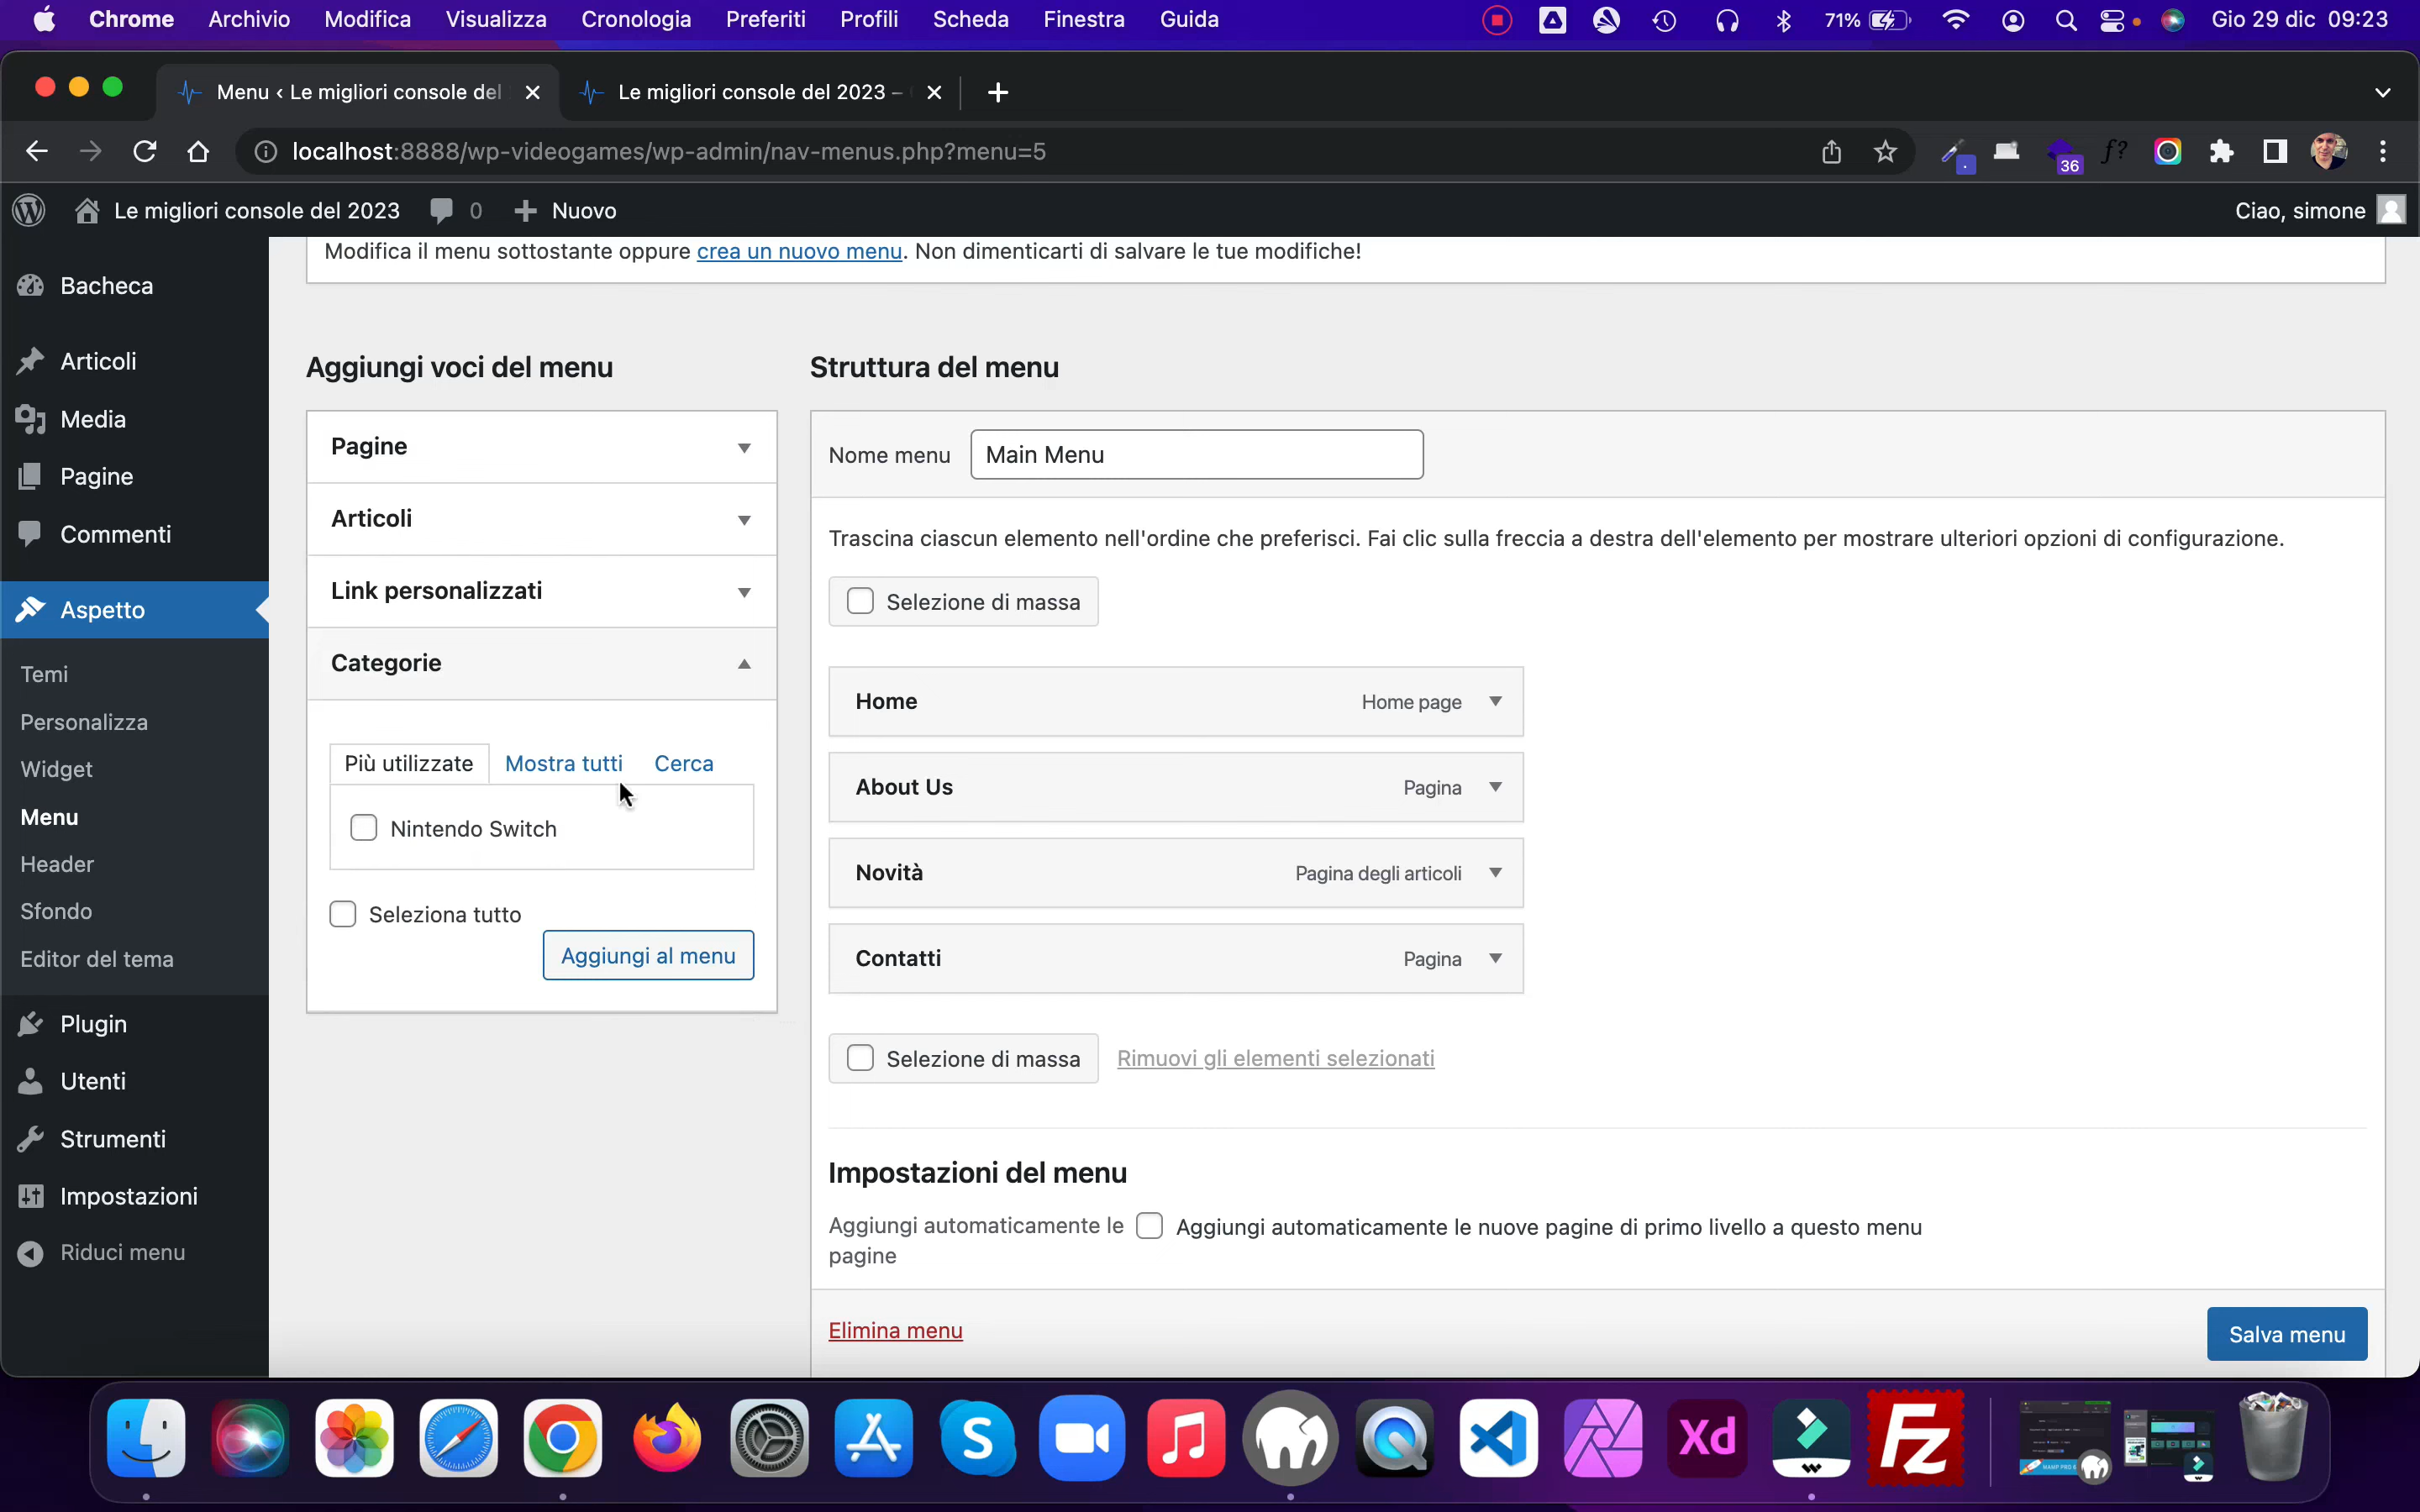 Chrome Archivio Modifica Visualizza Cronologia Preferiti Profili Scheda Finestra Guida 71% Gio 29 dic 09:23
Menu ‹ Le migliori console del
Le migliori console del 2023 –
localhost:8888/wp-videogames/wp-admin/nav-menus.php?menu=5
f?
36
Le migliori console del 2023 0 Nuovo Ciao, simone
Bacheca
Articoli
Media
Pagine
Commenti
Aspetto
Temi
Personalizza
Widget
Menu
Header
Sfondo
Editor del tema
Plugin
Utenti
Strumenti
Impostazioni
Riduci menu
Modifica il menu sottostante oppure crea un nuovo menu. Non dimenticarti di salvare le tue modifiche!
Aggiungi voci del menu
Pagine
Articoli
Link personalizzati
Categorie
Più utilizzate Mostra tutti Cerca
Nintendo Switch
Seleziona tutto
Aggiungi al menu
Struttura del menu
Nome menu Main Menu
Trascina ciascun elemento nell'ordine che preferisci. Fai clic sulla freccia a destra dell'elemento per mostrare ulteriori opzioni di configurazione.
Selezione di massa
Home Home page
About Us Pagina
Novità Pagina degli articoli
Contatti Pagina
Selezione di massa Rimuovi gli elementi selezionati
Impostazioni del menu
Aggiungi automaticamente le
pagine
Aggiungi automaticamente le nuove pagine di primo livello a questo menu
Elimina menu
Salva menu
S
Xd
Fz